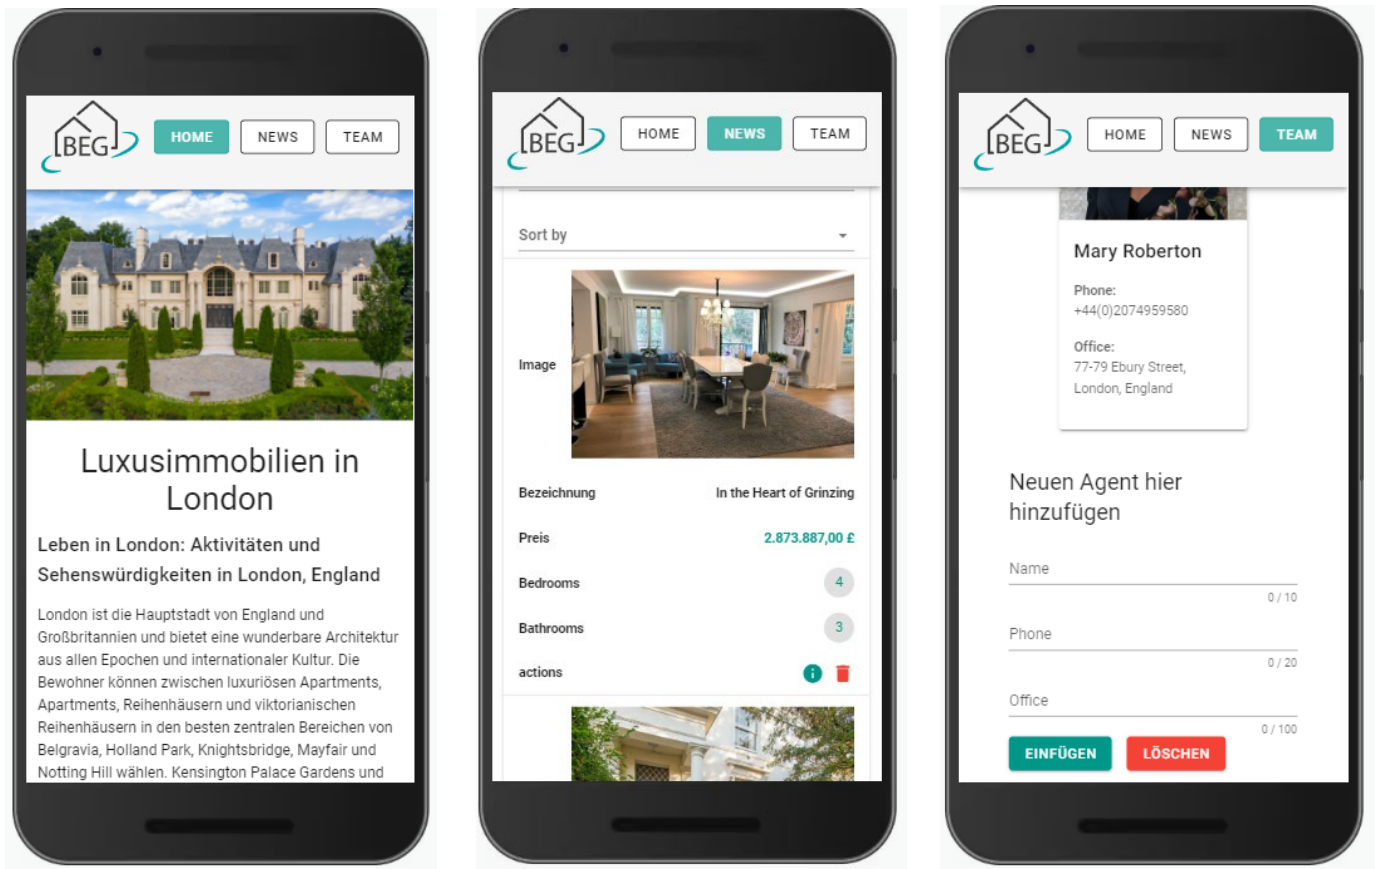 BEG
HOME
NEWS
TEAM
Luxusimmobilien in
London
Leben in London: Aktivitäten und
Sehenswürdigkeiten in London, England
London ist die Hauptstadt von England und
Großbritannien und bietet eine wunderbare Architektur
aus allen Epochen und internationaler Kultur. Die
Bewohner können zwischen luxuriösen Apartments,
Apartments, Reihenhäusern und viktorianischen
Reihenhäusern in den besten zentralen Bereichen von
Belgravia, Holland Park, Knightsbridge, Mayfair und
Notting Hill wählen. Kensington Palace Gardens und
BEG
HOME
NEWS
TEAM
Sort by
Image
Bezeichnung In the Heart of Grinzing
Preis 2.873.887,00 £
Bedrooms 4
Bathrooms 3
actions
BEG
HOME
NEWS
TEAM
Mary Roberton
Phone:
+44(0)2074959580
Office:
77-79 Ebury Street,
London, England
Neuen Agent hier
hinzufügen
Name
0 / 10
Phone
0 / 20
Office
0 / 100
EINFÜGEN
LÖSCHEN